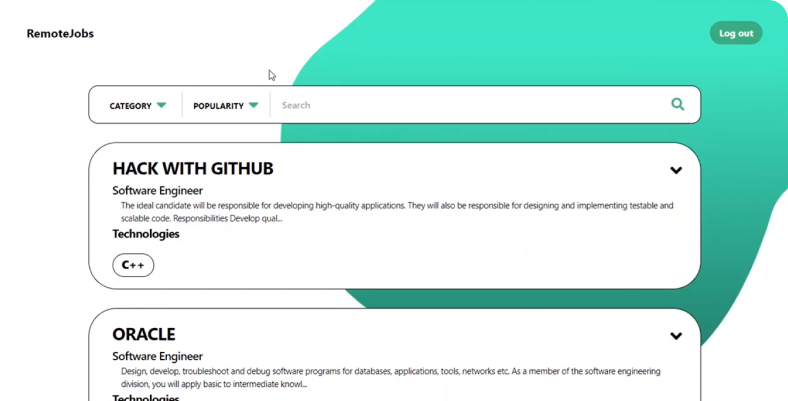 RemoteJobs
Log out
CATEGORY
POPULARITY
Search
HACK WITH GITHUB
Software Engineer
The ideal candidate will be responsible for developing high-quality applications. They will also be responsible for designing and implementing testable and
scalable code. Responsibilities Develop qual...
Technologies
C++
ORACLE
Software Engineer
Design, develop, troubleshoot and debug software programs for databases, applications, tools, networks etc. As a member of the software engineering
division, you will apply basic to intermediate knowl...
Technologies